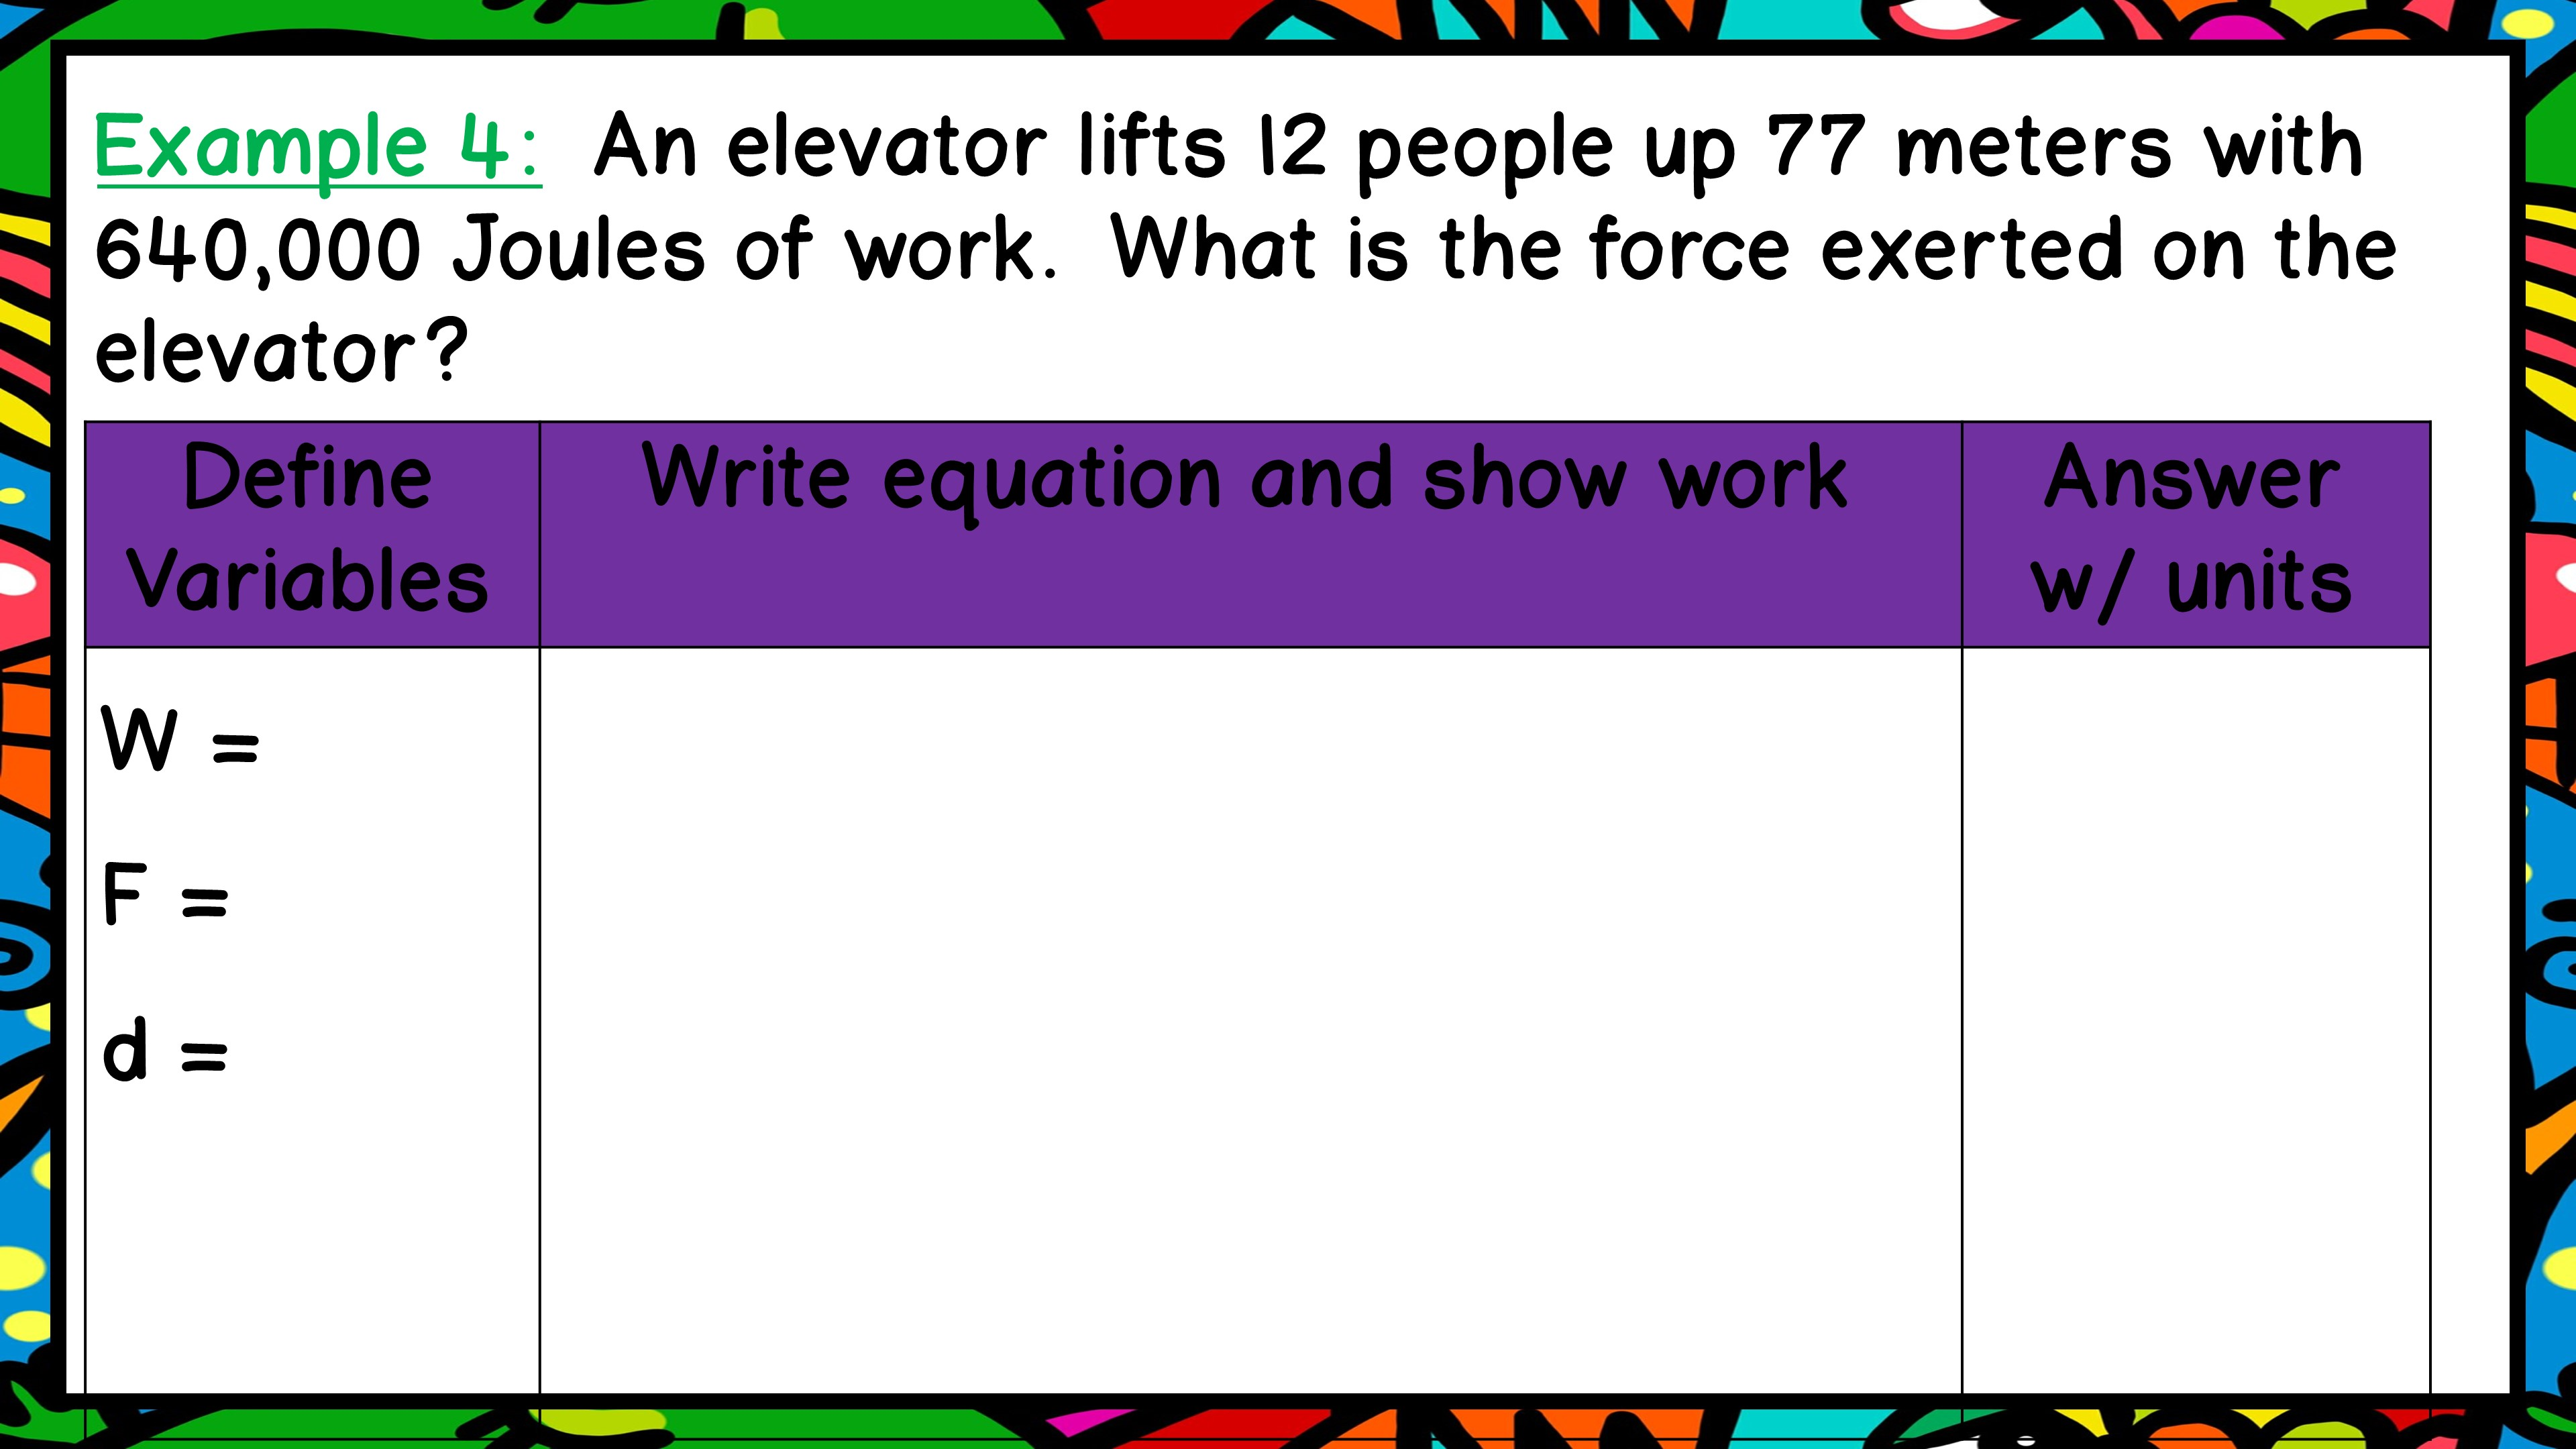 Example 4:  An elevator lifts 12 people up 77 meters with
640,000 Joules of work.  What is the force exerted on the
elevator?
Define
Variables
Write equation and show work
Answer
w/ units
W =
F =
d =